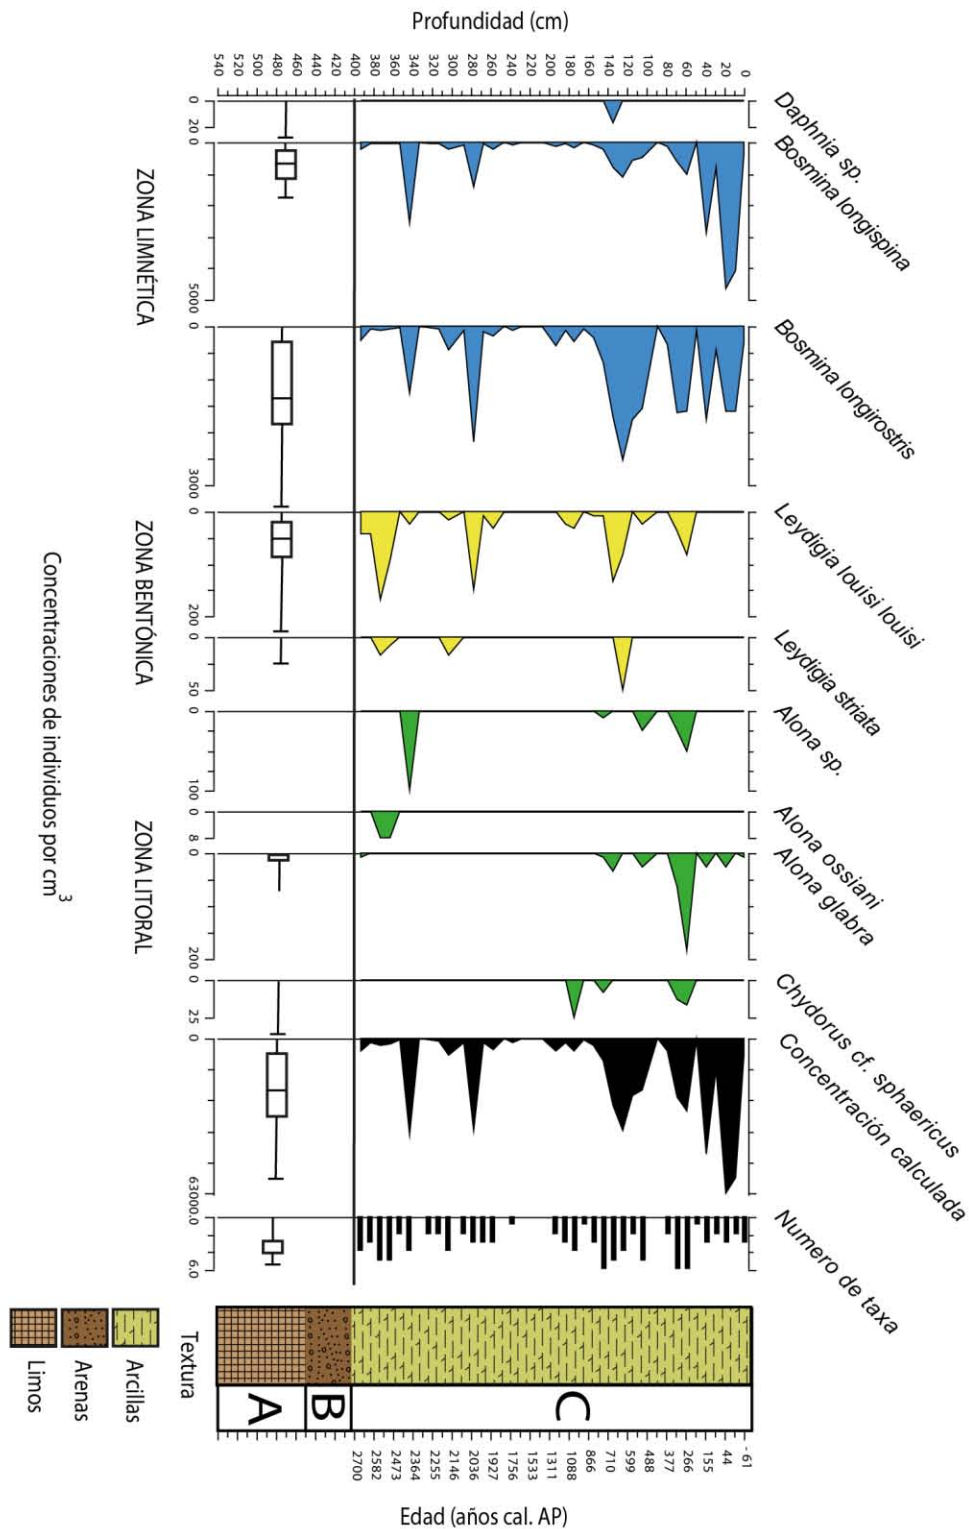 Profundidad (cm)
540 520 500 480 460 440 420 400 380 360 340 320 300 280 260 240 220 200 180 160 140 120 100 80 60 40 20 0
Daphnia sp.
0 20
Bosmina longispina
0 5000
Bosmina longirostris
0 3000
Leydigia louisi louisi
0 200
Leydigia striata
0 50
Alona sp.
0 100
Alona ossiani
0 8
Alona glabra
0 200
Chydorus cf. sphaericus
0 25
Concentración calculada
0 6300
Numero de taxa
0.0 6.0
ZONA LIMNÉTICA
ZONA BENTÓNICA
ZONA LITORAL
Concentraciones de individuos por cm3
Textura
Arcillas
Arenas
Limos
A B C
2700 2582 2473 2364 2255 2146 2036 1927 1756 1533 1311 1088 866 710 599 488 377 266 155 44 -61
Edad (años cal. AP)